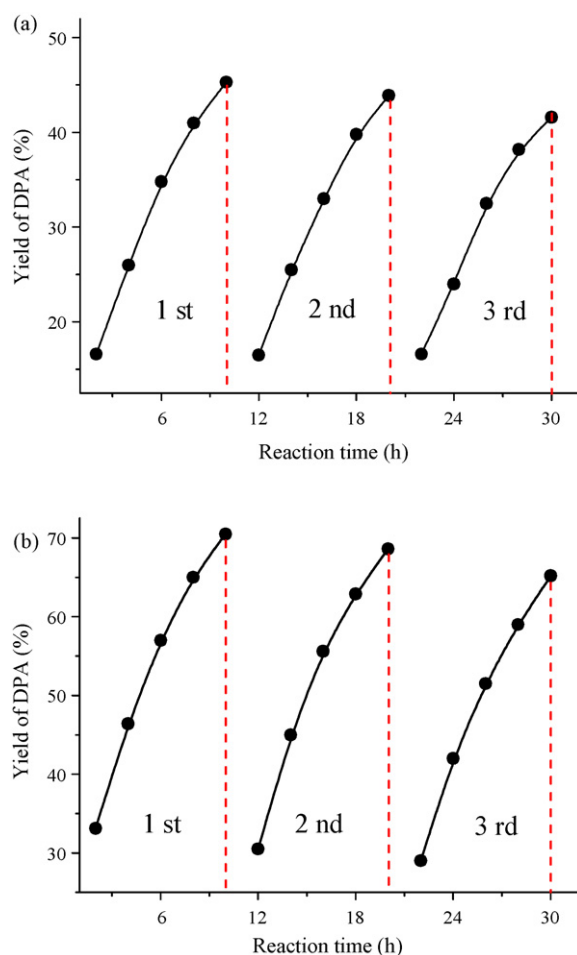 (a)
50
40
30
20
Yield of DPA (%)
1 st
2 nd
3 rd
6
12
18
24
30
Reaction time (h)
(b)
70
60
50
40
30
Yield of DPA (%)
1 st
2 nd
3 rd
6
12
18
24
30
Reaction time (h)